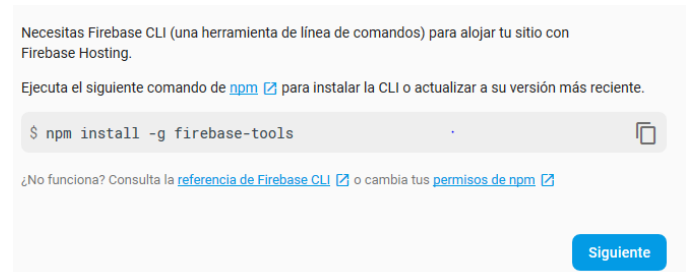 Necesitas Firebase CLI (una herramienta de línea de comandos) para alojar tu sitio con
Firebase Hosting.
Ejecuta el siguiente comando de npm para instalar la CLI o actualizar a su versión más reciente.
$ npm install -g firebase-tools
¿No funciona? Consulta la referencia de Firebase CLI o cambia tus permisos de npm
Siguiente